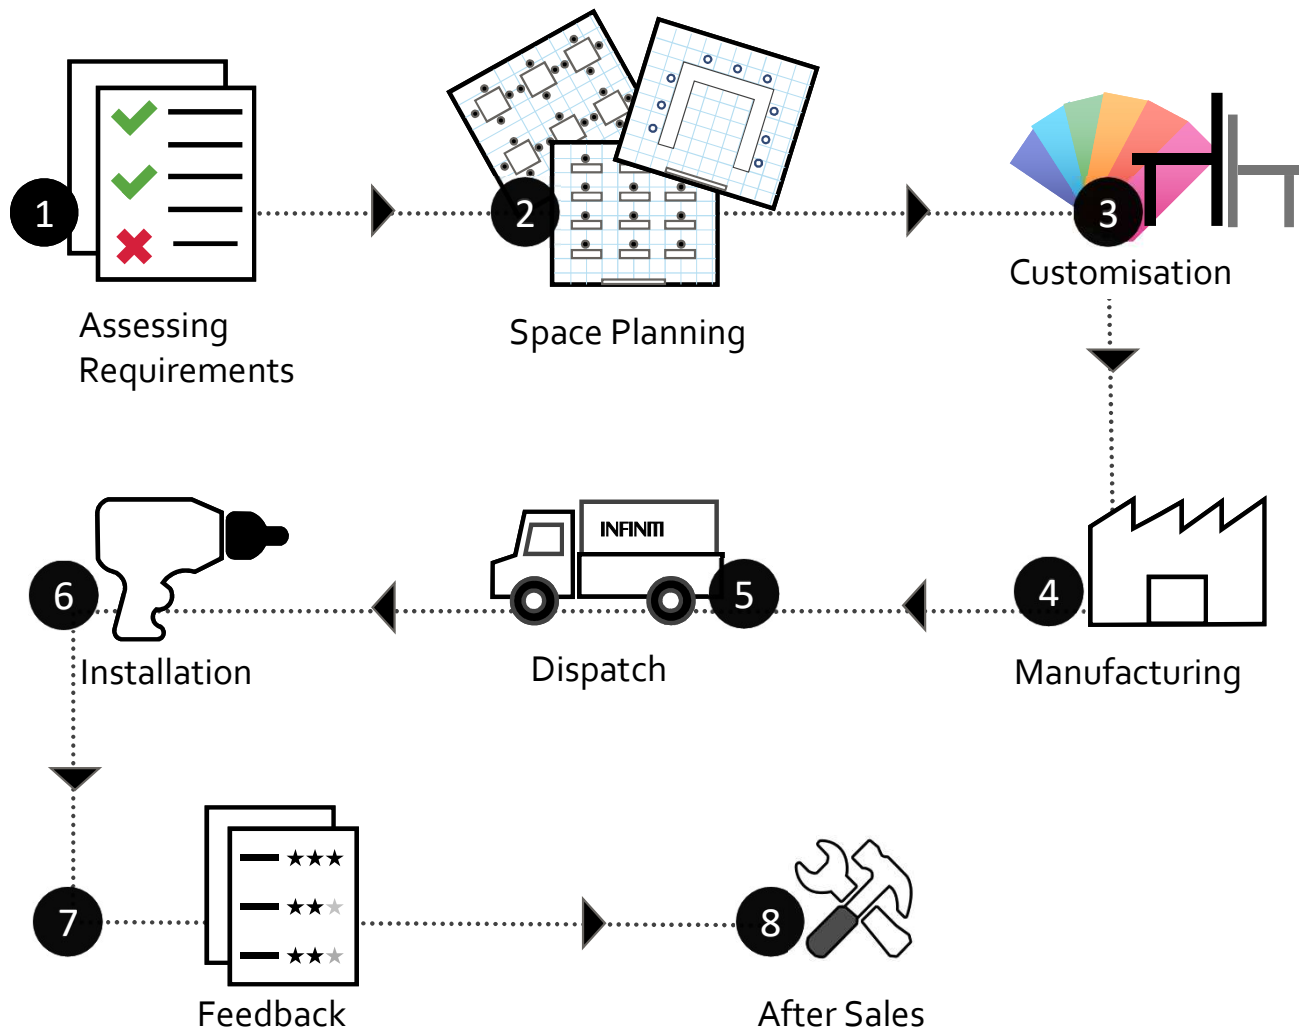 1
Assessing
Requirements
2
Space Planning
3
Customisation
4
Manufacturing
INFINITI
5
Dispatch
6
Installation
7
Feedback
8
After Sales